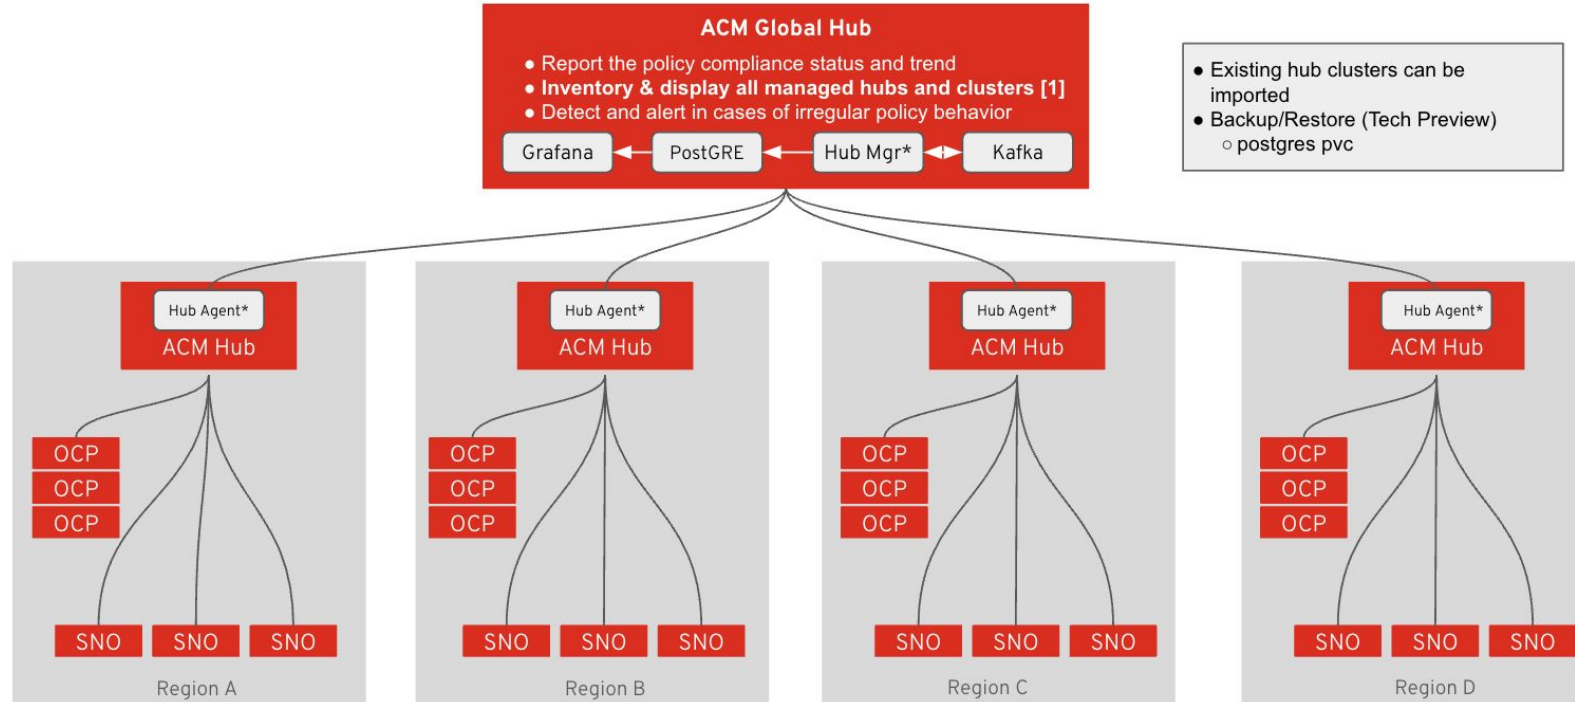 ACM Global Hub
● Report the policy compliance status and trend
● Inventory & display all managed hubs and clusters [1]
● Detect and alert in cases of irregular policy behavior
Grafana
PostGRE
Hub Mgr*
Kafka
● Existing hub clusters can be
imported
● Backup/Restore (Tech Preview)
○ postgres pvc
Hub Agent*
ACM Hub
OCP
OCP
OCP
SNO
SNO
SNO
Region A
Hub Agent*
ACM Hub
OCP
OCP
OCP
SNO
SNO
SNO
Region B
Hub Agent*
ACM Hub
OCP
OCP
OCP
SNO
SNO
SNO
Region C
Hub Agent*
ACM Hub
OCP
OCP
OCP
SNO
SNO
SNO
Region D